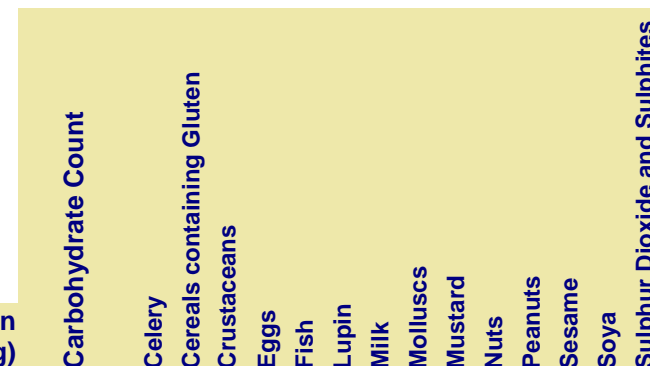 n
g)
Carbohydrate Count
Celery
Cereals containing Gluten
Crustaceans
Eggs
Fish
Lupin
Milk
Molluscs
Mustard
Nuts
Peanuts
Sesame
Soya
Sulphur Dioxide and Sulphites